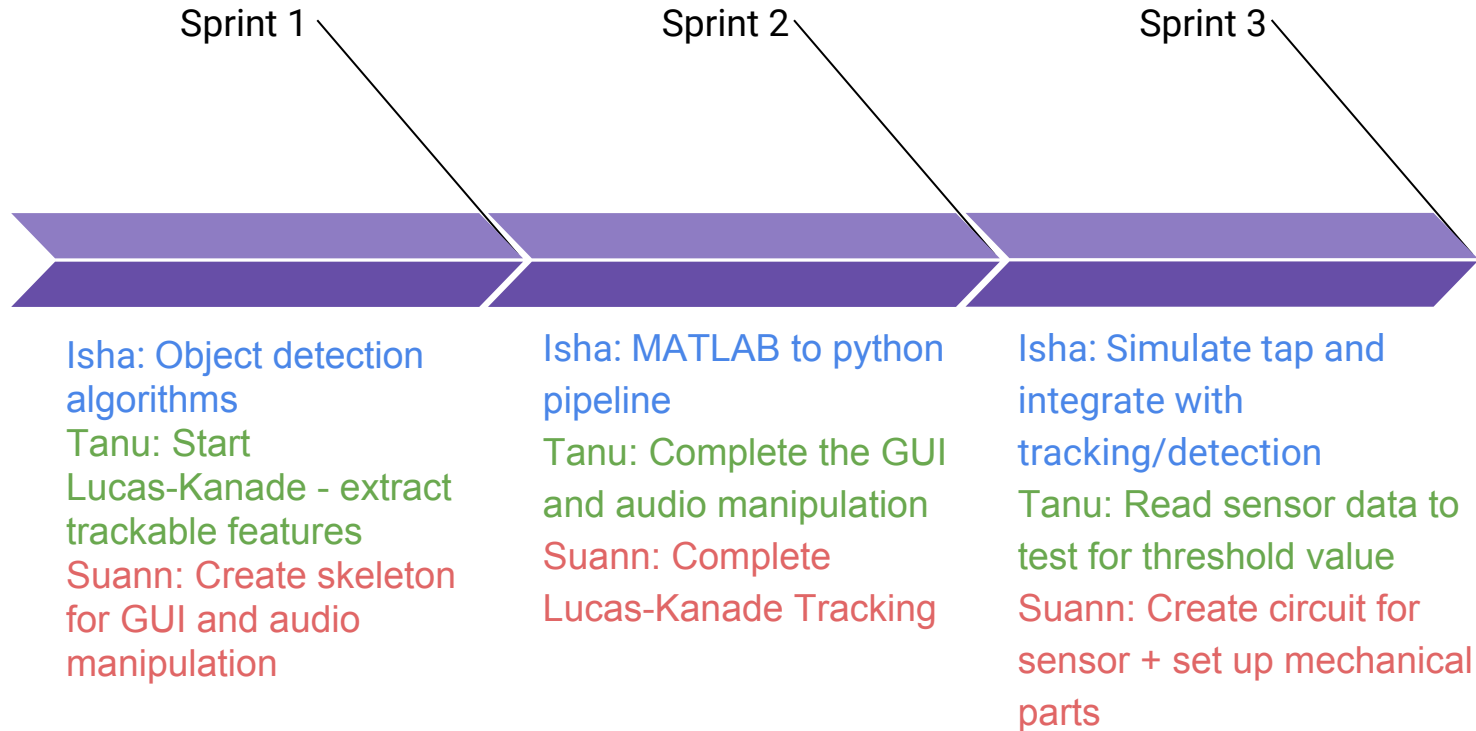 Sprint 1
Sprint 2
Sprint 3
Isha: Object detection
algorithms
Tanu: Start
Lucas-Kanade - extract
trackable features
Suann: Create skeleton
for GUI and audio
manipulation
Isha: MATLAB to python
pipeline
Tanu: Complete the GUI
and audio manipulation
Suann: Complete
Lucas-Kanade Tracking
Isha: Simulate tap and
integrate with
tracking/detection
Tanu: Read sensor data to
test for threshold value
Suann: Create circuit for
sensor + set up mechanical
parts